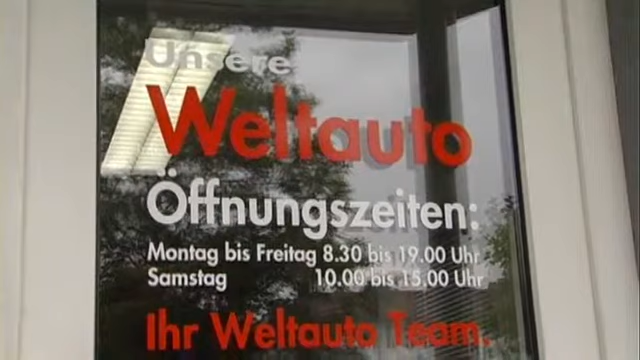 Unsere
Weltauto
Öffnungszeiten:
Montag bis Freitag 8.30 bis 19.00 Uhr
Samstag 10.00 bis 15.00 Uhr
Ihr Weltauto Team.